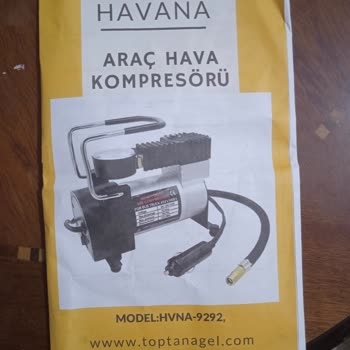 HAVANA
ARAÇ HAVA
KOMPRESÖRÜ
MODEL:HVNA-9292,
www.toptanagel.com